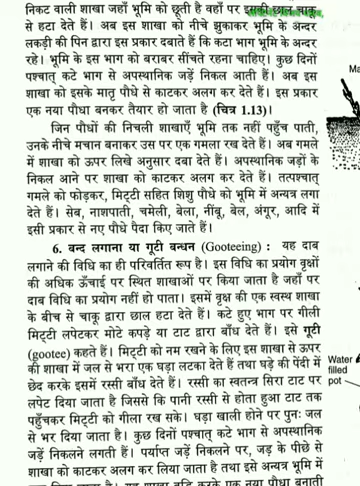 निकट वाली शाखा जहाँ भूमि को छूती है वहाँ पर इसकी छाल चाकू
से हटा देते हैं। अब इस शाखा को नीचे झुकाकर भूमि के अन्दर
लकड़ी की पिन द्वारा इस प्रकार दबाते हैं कि कटा भाग भूमि के अन्दर
रहे। भूमि के इस भाग को बराबर सींचते रहना चाहिए। कुछ दिनों
पश्चात् कटे भाग से अपस्थानिक जड़ें निकल आती हैं। अब इस
शाखा को इसके मातृ पौधे से काटकर अलग कर देते हैं। इस प्रकार
एक नया पौधा बनकर तैयार हो जाता है (चित्र 1.13)।
जिन पौधों की निचली शाखाएँ भूमि तक नहीं पहुँच पाती,
उनके नीचे मचान बनाकर उस पर एक गमला रख देते हैं। अब गमले
में शाखा को ऊपर लिखे अनुसार दबा देते हैं। अपस्थानिक जड़ों के
निकल आने पर शाखा को काटकर अलग कर देते हैं। तत्पश्चात्
गमले को फोड़कर, मिट्टी सहित शिशु पौधे को भूमि में अन्यत्र लगा
देते हैं। सेब, नाशपाती, चमेली, बेला, नींबू, बेल, अंगूर, आदि में
इसी प्रकार से नए पौधे पैदा किए जाते हैं।
6. बन्द लगाना या गूटी बन्धन (Gooteeing) : यह दाब
लगाने की विधि का ही परिवर्तित रूप है। इस विधि का प्रयोग वृक्षों
की अधिक ऊँचाई पर स्थित शाखाओं पर किया जाता है जहाँ पर
दाब विधि का प्रयोग नहीं हो पाता। इसमें वृक्ष की एक स्वस्थ शाखा
के बीच से चाकू द्वारा छाल हटा देते हैं। कटे हुए भाग पर गीली
मिट्टी लपेटकर मोटे कपड़े या टाट द्वारा बाँध देते हैं। इसे गूटी
(gootee) कहते हैं। मिट्टी को नम रखने के लिए इस शाखा से ऊपर
की शाखा में जल से भरा एक घड़ा लटका देते हैं तथा घड़े की पेंदी में
छेद करके इसमें रस्सी बाँध देते हैं। रस्सी का स्वतन्त्र सिरा टाट पर
लपेट दिया जाता है जिससे कि पानी रस्सी से होता हुआ टाट तक
पहुँचकर मिट्टी को गीला रख सके। घड़ा खाली होने पर पुनः जल
से भर दिया जाता है। कुछ दिनों पश्चात् कटे भाग से अपस्थानिक
जड़ें निकलने लगती हैं। पर्याप्त जड़ें निकलने पर, जड़ के पीछे से
शाखा को काटकर अलग कर लिया जाता है तथा इसे अन्यत्र भूमि में
Water
filled
pot